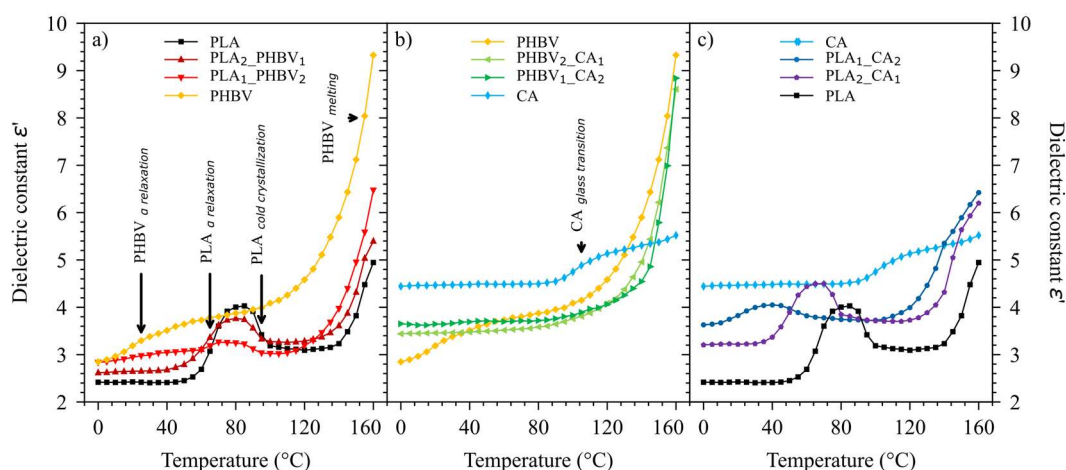 Dielectric constant ε'
10
9
8
7
6
5
4
3
2
a)
PLA
PLA₂_PHBV₁
PLA₁_PHBV₂
PHBV
PHBV α relaxation
PLA α relaxation
PLA cold crystallization
PHBV melting
0 40 80 120 160
Temperature (°C)
b)
PHBV
PHBV₂_CA₁
PHBV₁_CA₂
CA
CA glass transition
0 40 80 120 160
Temperature (°C)
c)
CA
PLA₁_CA₂
PLA₂_CA₁
PLA
0 40 80 120 160
Temperature (°C)
10
9
8
7
6
5
4
3
2
Dielectric constant ε'